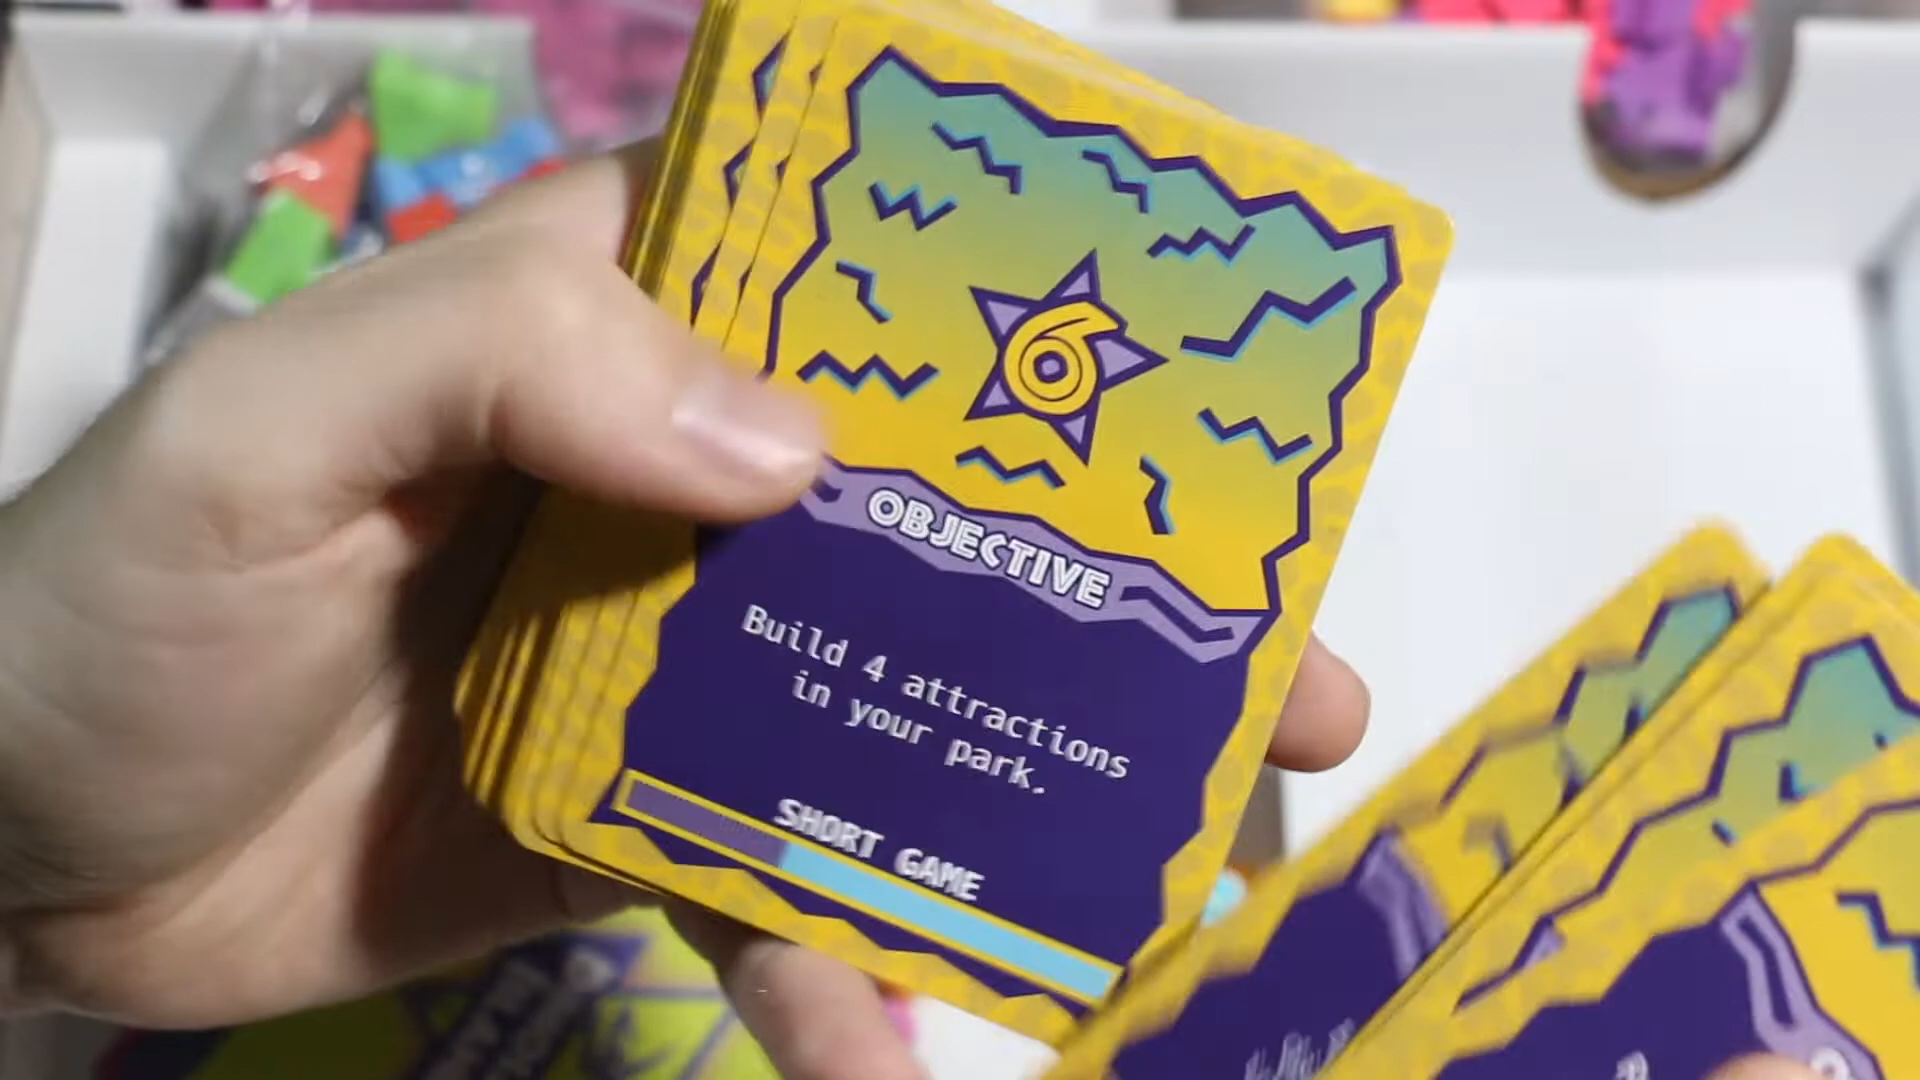 6
OBJECTIVE
Build 4 attractions
in your park.
SHORT GAME